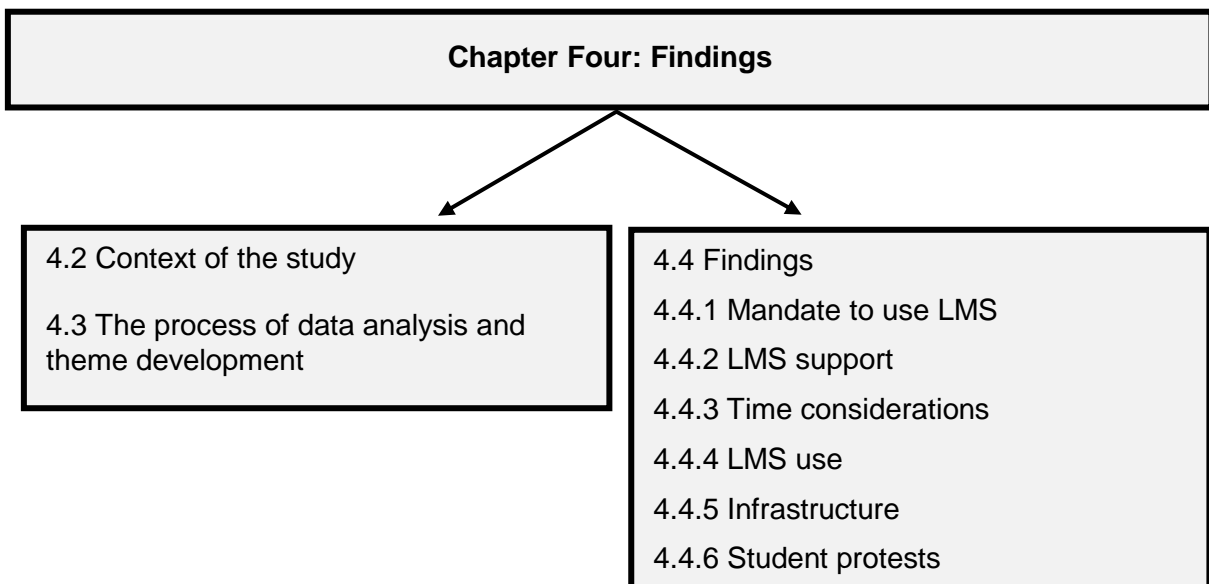 Chapter Four: Findings
4.2 Context of the study
4.3 The process of data analysis and
theme development
4.4 Findings
4.4.1 Mandate to use LMS
4.4.2 LMS support
4.4.3 Time considerations
4.4.4 LMS use
4.4.5 Infrastructure
4.4.6 Student protests